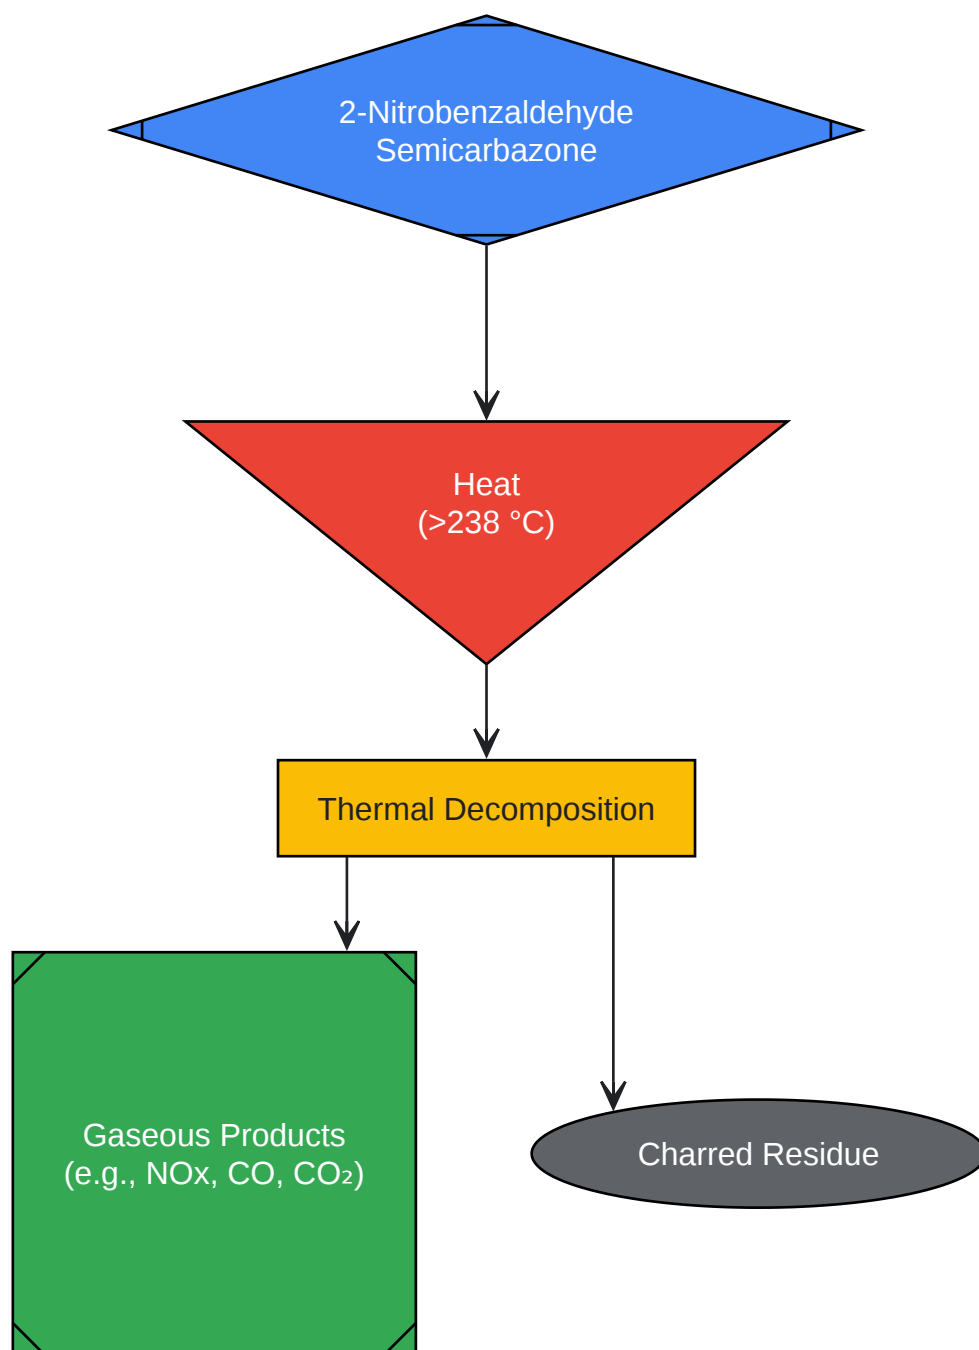 2-Nitrobenzaldehyde
Semicarbazone
Heat
(>238 °C)
Thermal Decomposition
Gaseous Products
(e.g., NOx, CO, CO₂)
Charred Residue